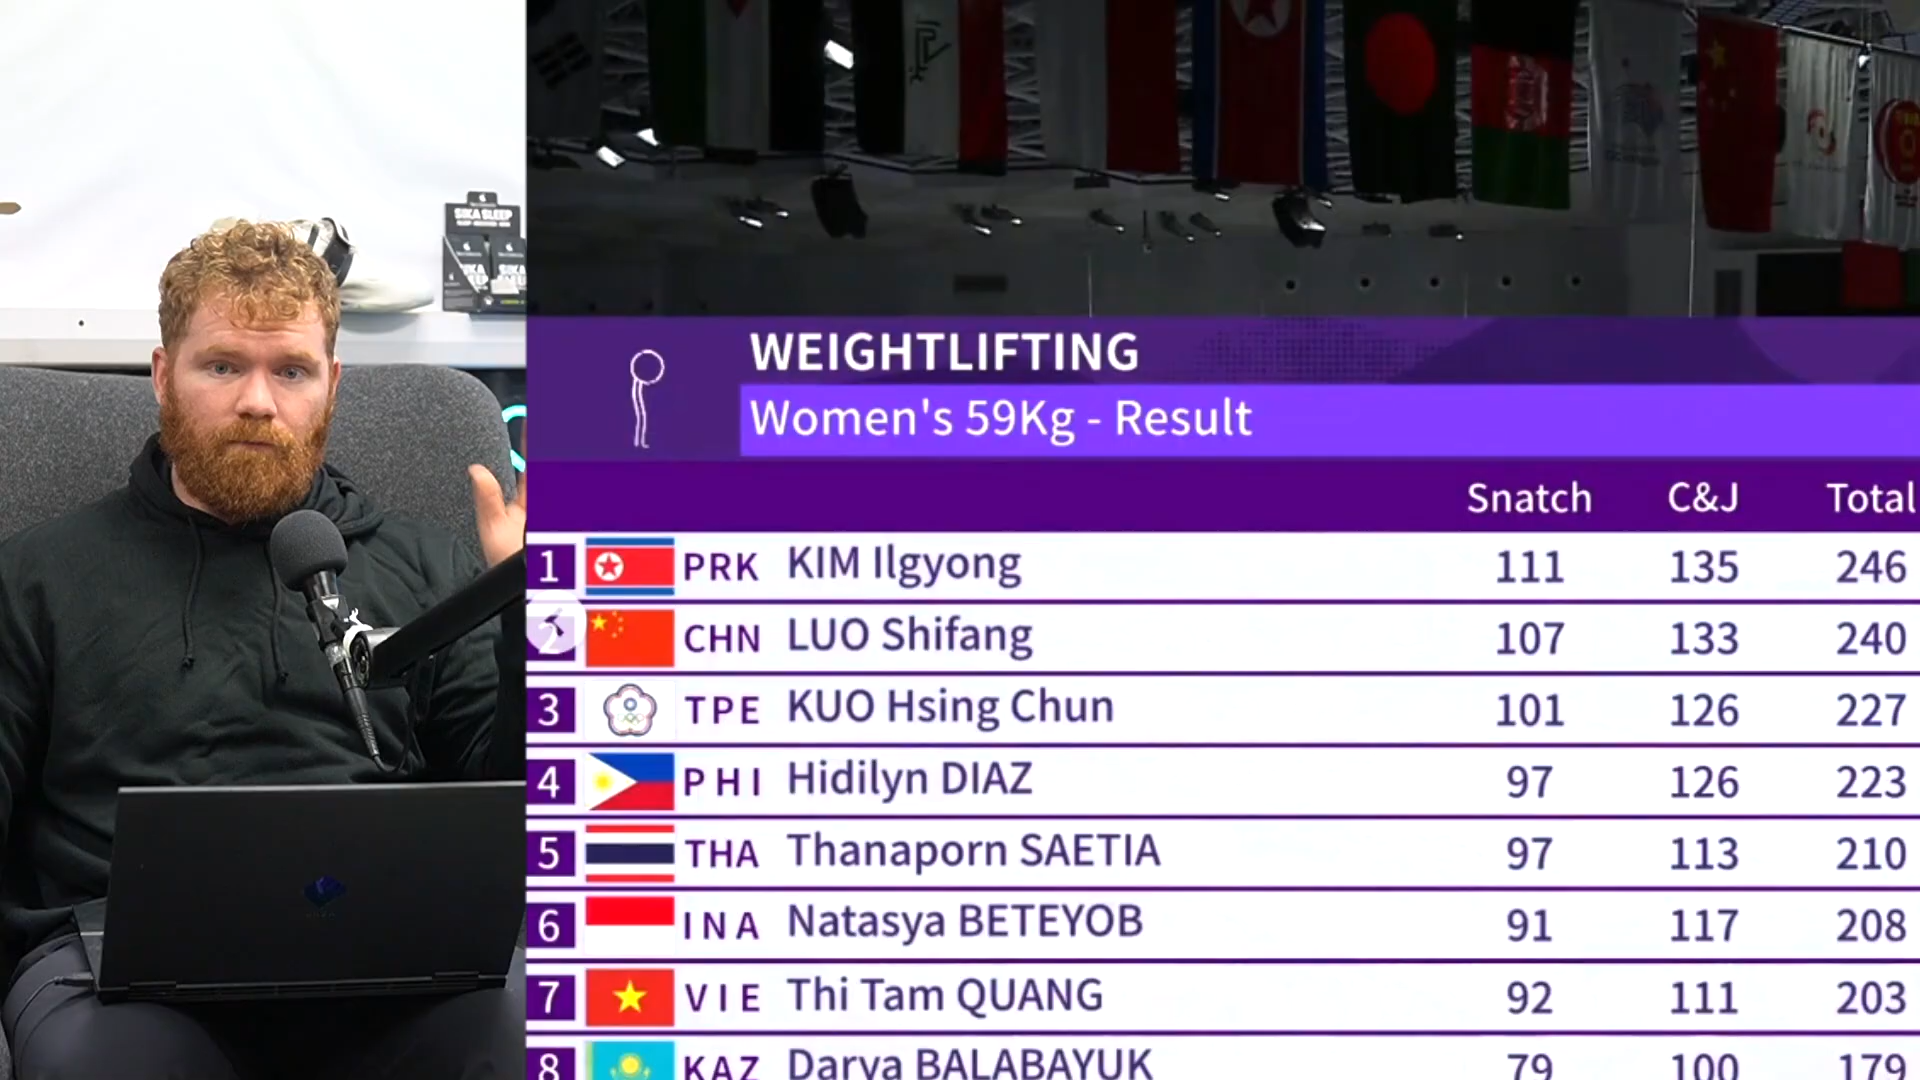 SIKA SLEEP
WEIGHTLIFTING
Women's 59Kg - Result
Snatch C&J Total
1 PRK KIM Ilgyong 111 135 246
2 CHN LUO Shifang 107 133 240
3 TPE KUO Hsing Chun 101 126 227
4 PHI Hidilyn DIAZ 97 126 223
5 THA Thanaporn SAETIA 97 113 210
6 INA Natasya BETEYOB 91 117 208
7 VIE Thi Tam QUANG 92 111 203
8 KAZ Darya BALABAYUK 79 100 179